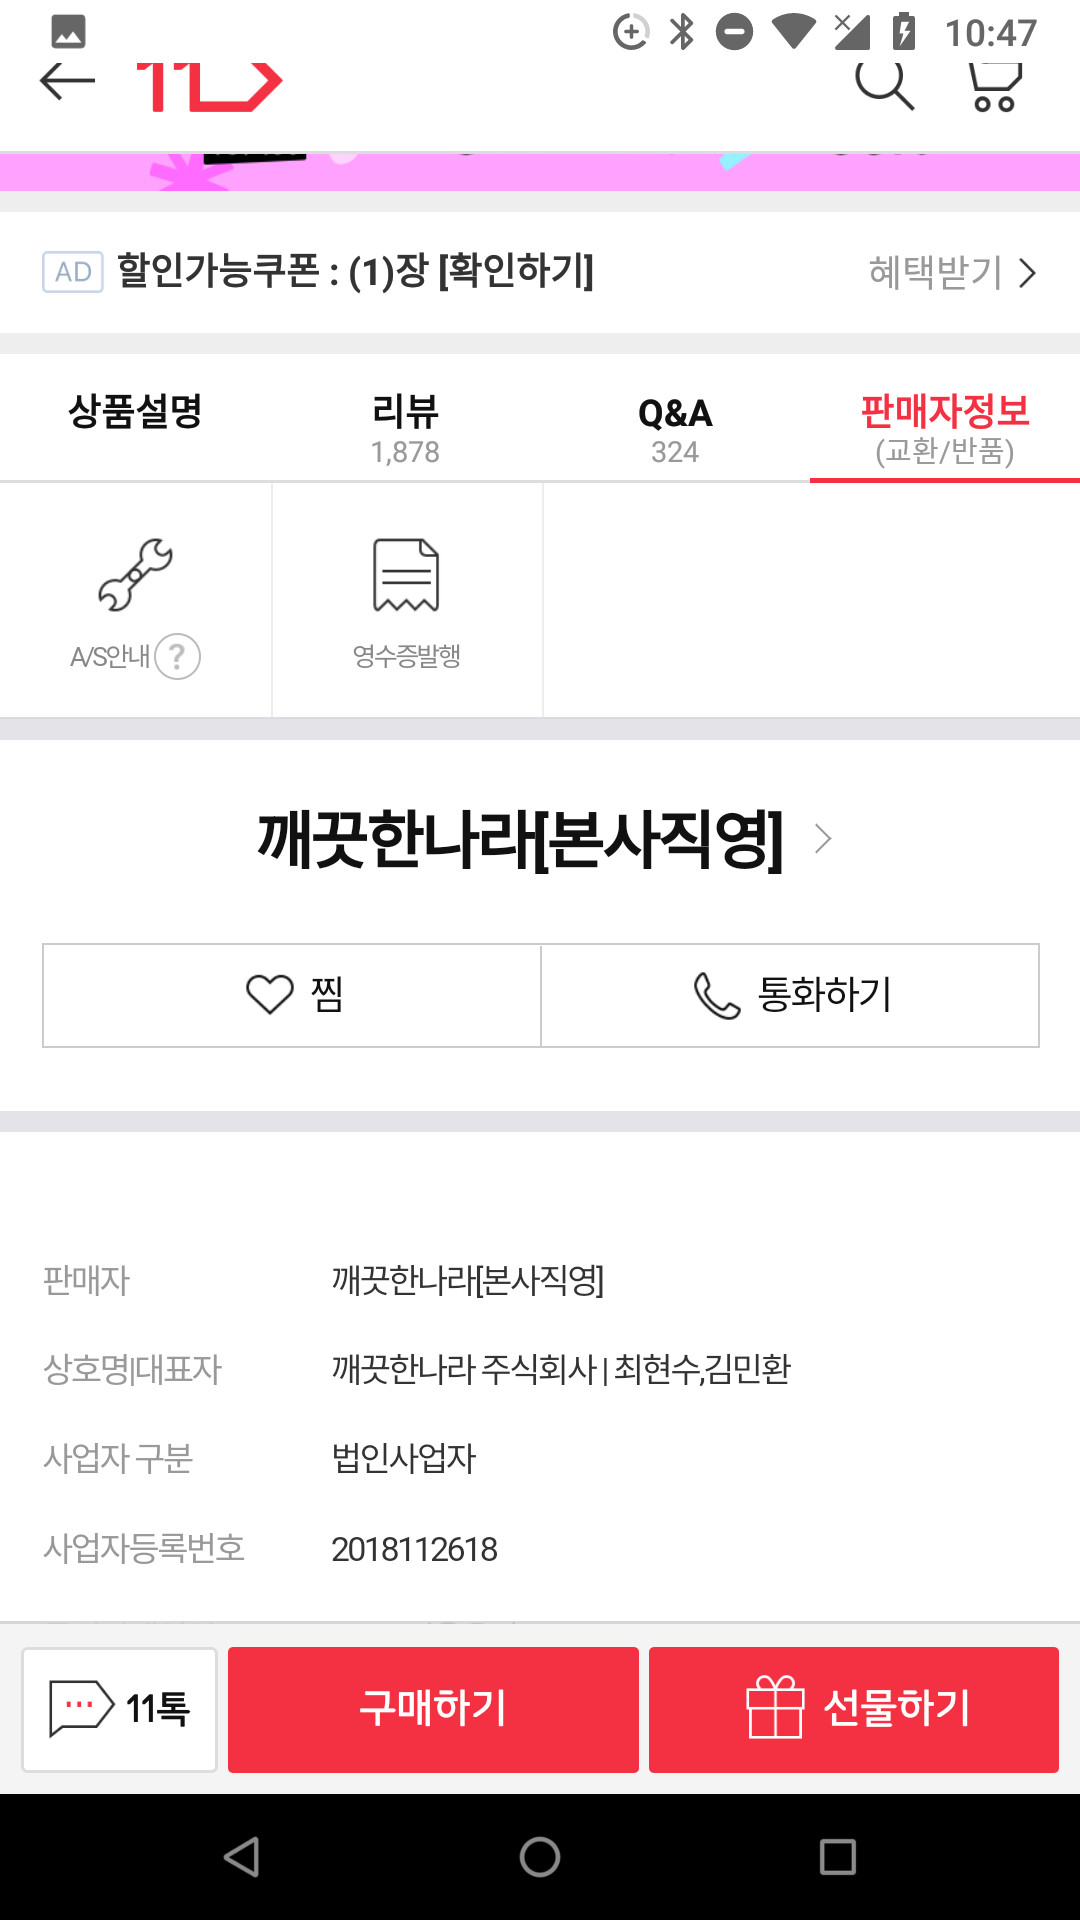 10:47
AD 할인가능쿠폰 : (1)장 [확인하기] 혜택받기
상품설명 리뷰 Q&A 판매자정보
1,878 324 (교환/반품)
A/S안내 ? 영수증발행
깨끗한나라[본사직영]
찜 통화하기
판매자 깨끗한나라[본사직영]
상호명|대표자 깨끗한나라 주식회사 | 최현수,김민환
사업자 구분 법인사업자
사업자등록번호 2018112618
11톡 구매하기 선물하기